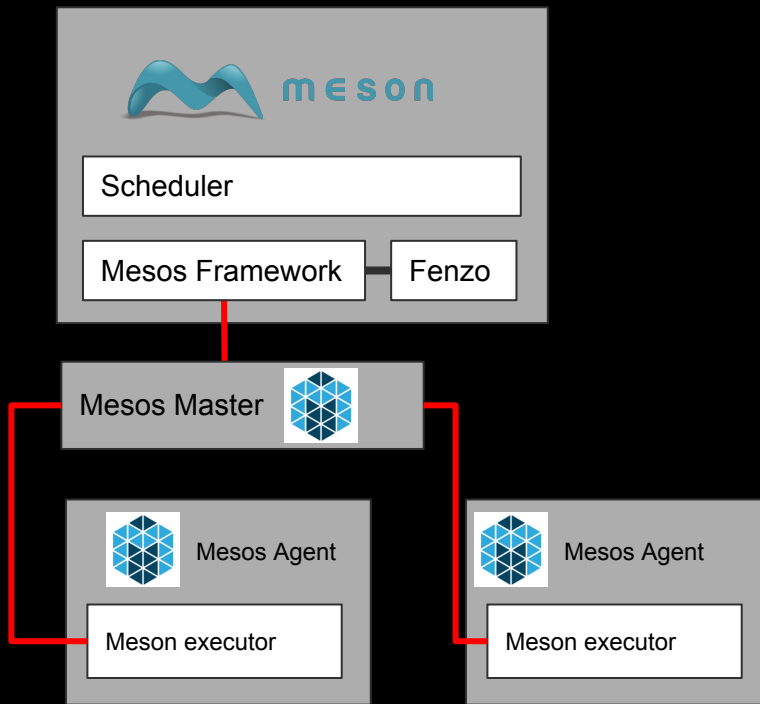 meson
Scheduler
Mesos Framework
Fenzo
Mesos Master
Mesos Agent
Meson executor
Mesos Agent
Meson executor